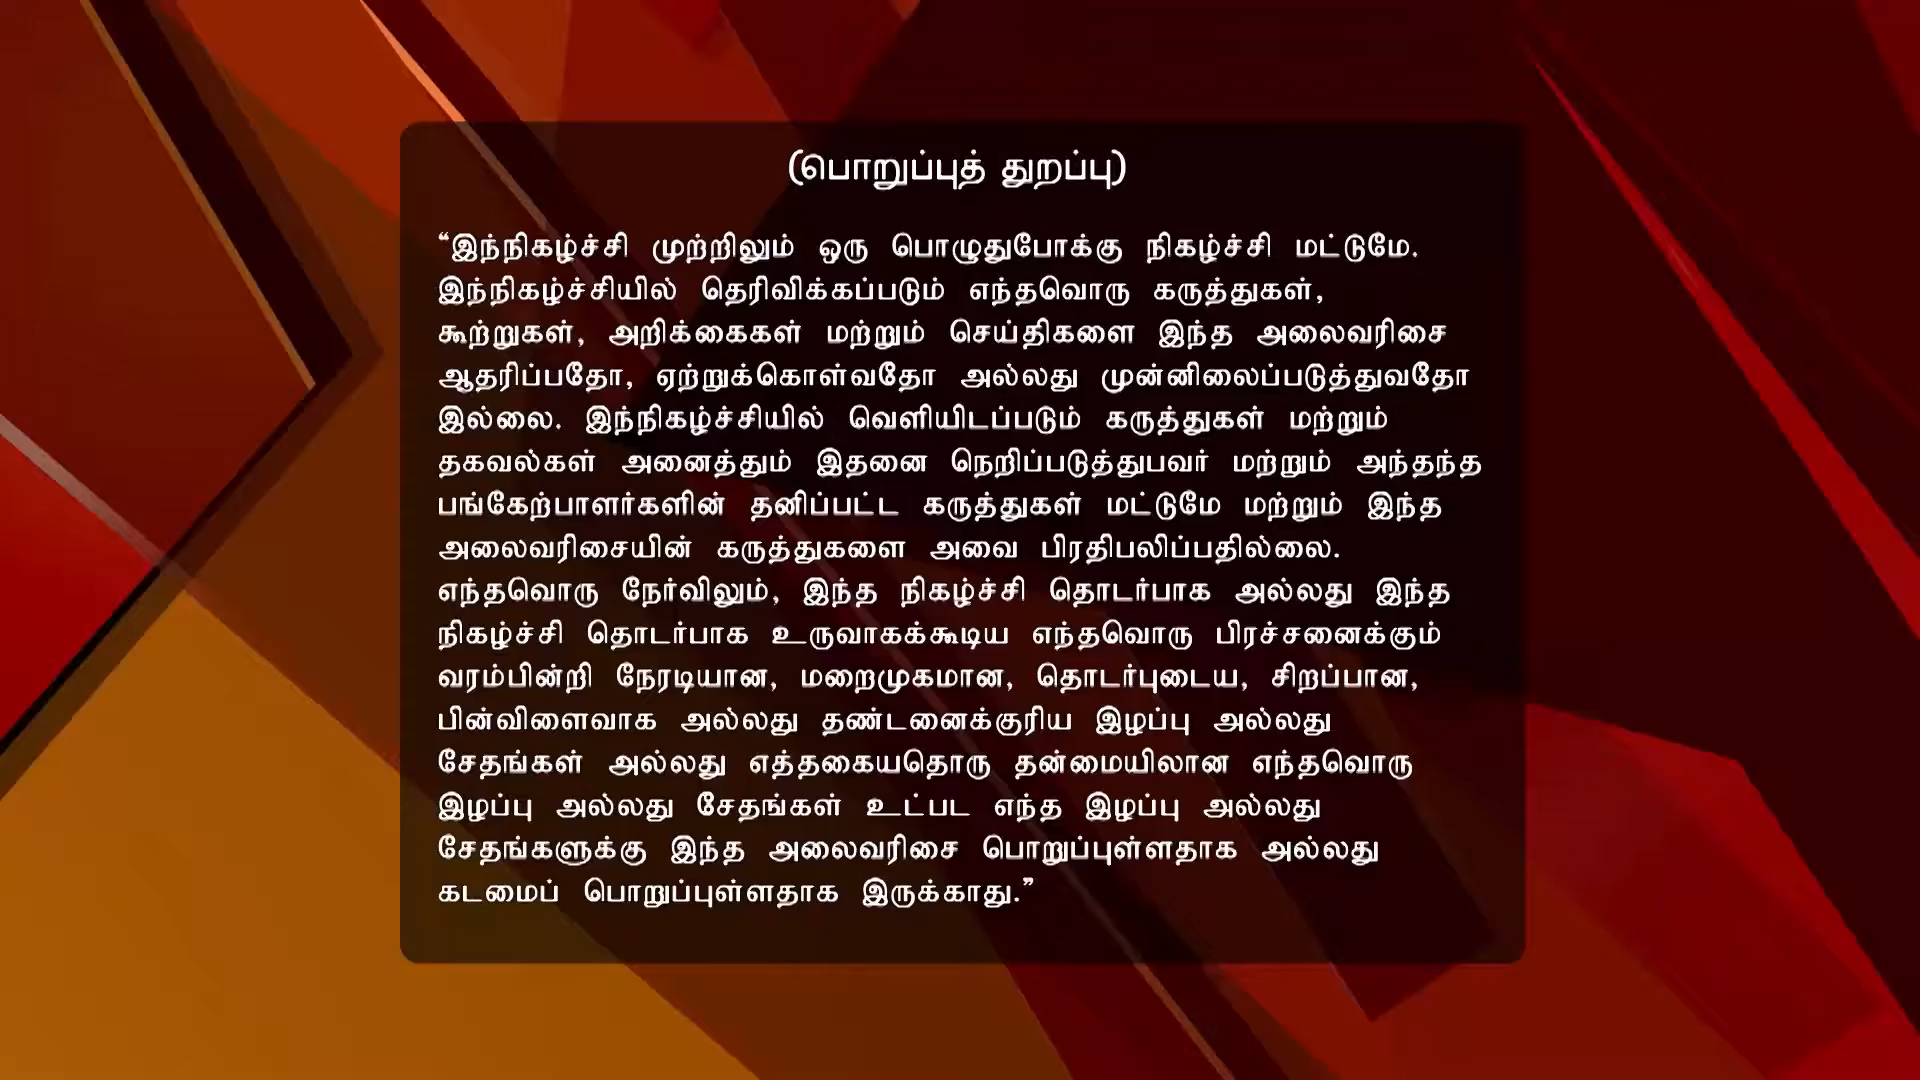 (பொறுப்புத் துறப்பு)
“இந்நிகழ்ச்சி முற்றிலும் ஒரு பொழுதுபோக்கு நிகழ்ச்சி மட்டுமே.
இந்நிகழ்ச்சியில் தெரிவிக்கப்படும் எந்தவொரு கருத்துகள்,
கூற்றுகள், அறிக்கைகள் மற்றும் செய்திகளை இந்த அலைவரிசை
ஆதரிப்பதோ, ஏற்றுக்கொள்வதோ அல்லது முன்னிலைப்படுத்துவதோ
இல்லை. இந்நிகழ்ச்சியில் வெளியிடப்படும் கருத்துகள் மற்றும்
தகவல்கள் அனைத்தும் இதனை நெறிப்படுத்துபவர் மற்றும் அந்தந்த
பங்கேற்பாளர்களின் தனிப்பட்ட கருத்துகள் மட்டுமே மற்றும் இந்த
அலைவரிசையின் கருத்துகளை அவை பிரதிபலிப்பதில்லை.
எந்தவொரு நேர்விலும், இந்த நிகழ்ச்சி தொடர்பாக அல்லது இந்த
நிகழ்ச்சி தொடர்பாக உருவாகக்கூடிய எந்தவொரு பிரச்சனைக்கும்
வரம்பின்றி நேரடியான, மறைமுகமான, தொடர்புடைய, சிறப்பான,
பின்விளைவாக அல்லது தண்டனைக்குரிய இழப்பு அல்லது
சேதங்கள் அல்லது எத்தகையதொரு தன்மையிலான எந்தவொரு
இழப்பு அல்லது சேதங்கள் உட்பட எந்த இழப்பு அல்லது
சேதங்களுக்கு இந்த அலைவரிசை பொறுப்புள்ளதாக அல்லது
கடமைப் பொறுப்புள்ளதாக இருக்காது.”